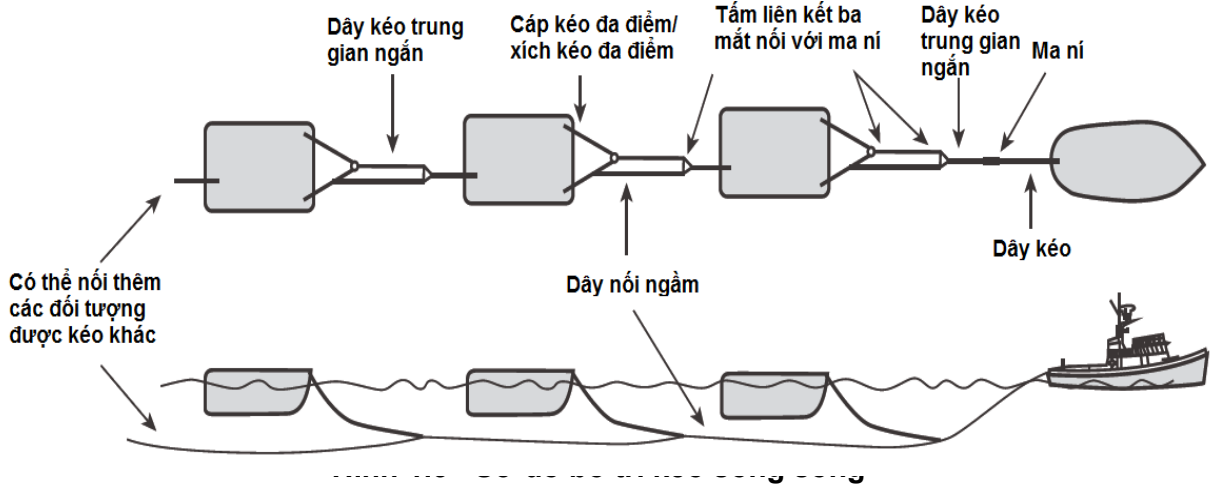 Dây kéo trung
gian ngắn
Cáp kéo đa điểm/
xích kéo đa điểm
Tấm liên kết ba
mắt nối với ma ní
Dây kéo
trung gian
ngắn
Ma ní
Dây kéo
Có thể nối thêm
các đối tượng
được kéo khác
Dây nối ngầm